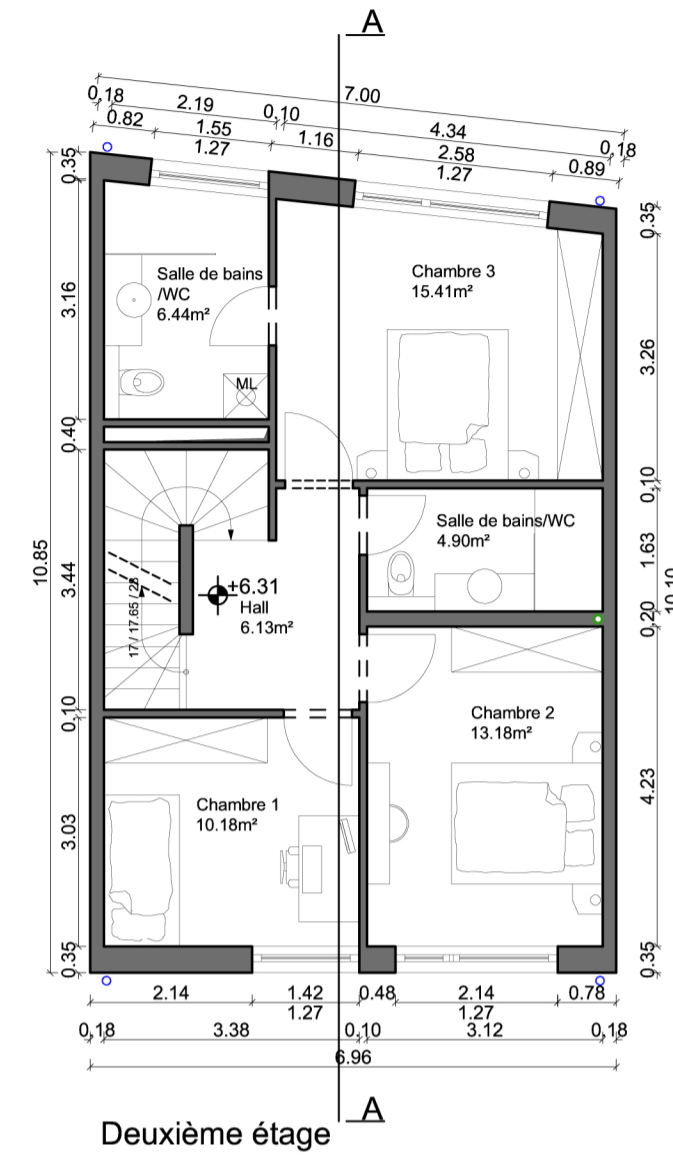 A
7.00
0.18
2.19
0.10
4.34
0.18
0.82
1.55
1.16
2.58
0.89
1.27
1.27
0.35
3.16
0.40
3.44
0.10
3.03
0.35
10.85
0.35
3.26
0.10
1.63
0.20
4.23
0.35
10.10
Salle de bains
/WC
6.44m²
ML
Chambre 3
15.41m²
Salle de bains/WC
4.90m²
+6.31
Hall
6.13m²
17 / 17.65 / 28
Chambre 2
13.18m²
Chambre 1
10.18m²
2.14
1.42
0.48
2.14
0.78
1.27
1.27
0.18
3.38
0.10
3.12
0.18
6.96
A
Deuxième étage